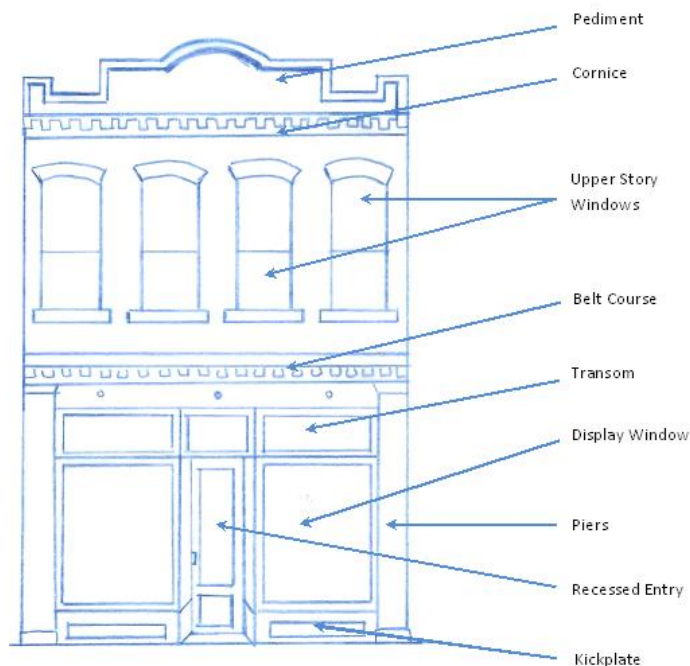 Pediment
Cornice
Upper Story
Windows
Belt Course
Transom
Display Window
Piers
Recessed Entry
Kickplate